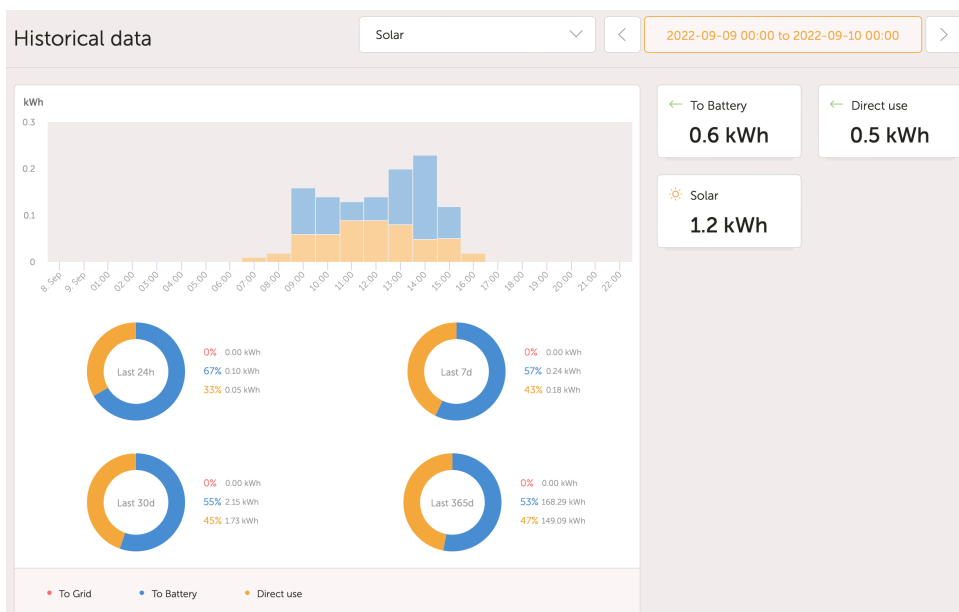 Historical data
Solar
2022-09-09 00:00 to 2022-09-10 00:00
kWh
0.3
0.2
0.1
0
8. Sep
9. Sep
01:00
02:00
03:00
04:00
05:00
06:00
07:00
08:00
09:00
10:00
11:00
12:00
13:00
14:00
15:00
16:00
17:00
18:00
19:00
20:00
21:00
22:00
To Battery
0.6 kWh
Direct use
0.5 kWh
Solar
1.2 kWh
Last 24h
0% 0.00 kWh
67% 0.10 kWh
33% 0.05 kWh
Last 7d
0% 0.00 kWh
57% 0.24 kWh
43% 0.18 kWh
Last 30d
0% 0.00 kWh
55% 2.15 kWh
45% 1.73 kWh
Last 365d
0% 0.00 kWh
53% 168.29 kWh
47% 149.09 kWh
To Grid
To Battery
Direct use